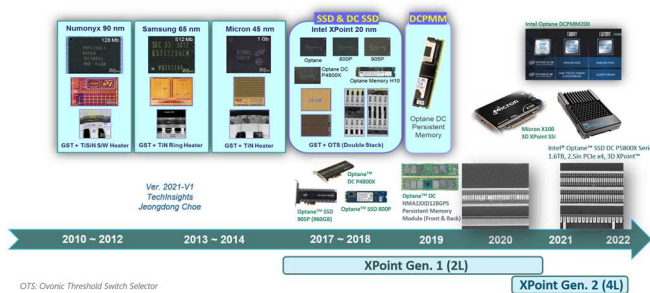 SSD & DC SSD
DCPMM
Numonyx 90 nm
128 Mb
GST + TiSiN S/W Heater
Samsung 65 nm
512 Mb
GST + TiN Ring Heater
Micron 45 nm
1 Gb
GST + TiN Heater
Intel XPoint 20 nm
Optane
800P
905P
Optane DC
P4800X
Optane Memory H10
GST + OTS (Double Stack)
Optane DC
Persistent
Memory
Intel Optane DCPMM200
MICRON
Micron X100
3D XPoint SSD
Intel® Optane™ SSD DC P5800X Seri
1.6TB, 2.5in PCIe x4, 3D XPoint™
Ver. 2021-V1
TechInsights
Jeongdong Choe
Optane™
DC P4800X
Optane™ SSD
905P (960GB)
Optane™ SSD 800P
Optane™ DC
NMA1XXD128GPS
Persistent Memory
Module (Front & Back)
2010 ~ 2012
2013 ~ 2014
2017 ~ 2018
2019
2020
2021
2022
XPoint Gen. 1 (2L)
XPoint Gen. 2 (4L)
OTS: Ovonic Threshold Switch Selector